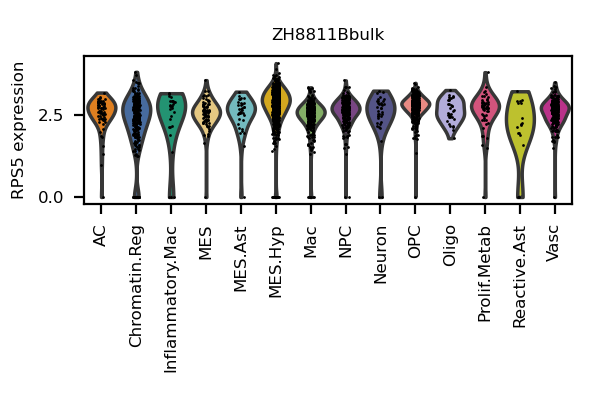 ZH8811Bbulk
RPS5 expression
2.5
0.0
AC
Chromatin.Reg
Inflammatory.Mac
MES
MES.Ast
MES.Hyp
Mac
NPC
Neuron
OPC
Oligo
Prolif.Metab
Reactive.Ast
Vasc